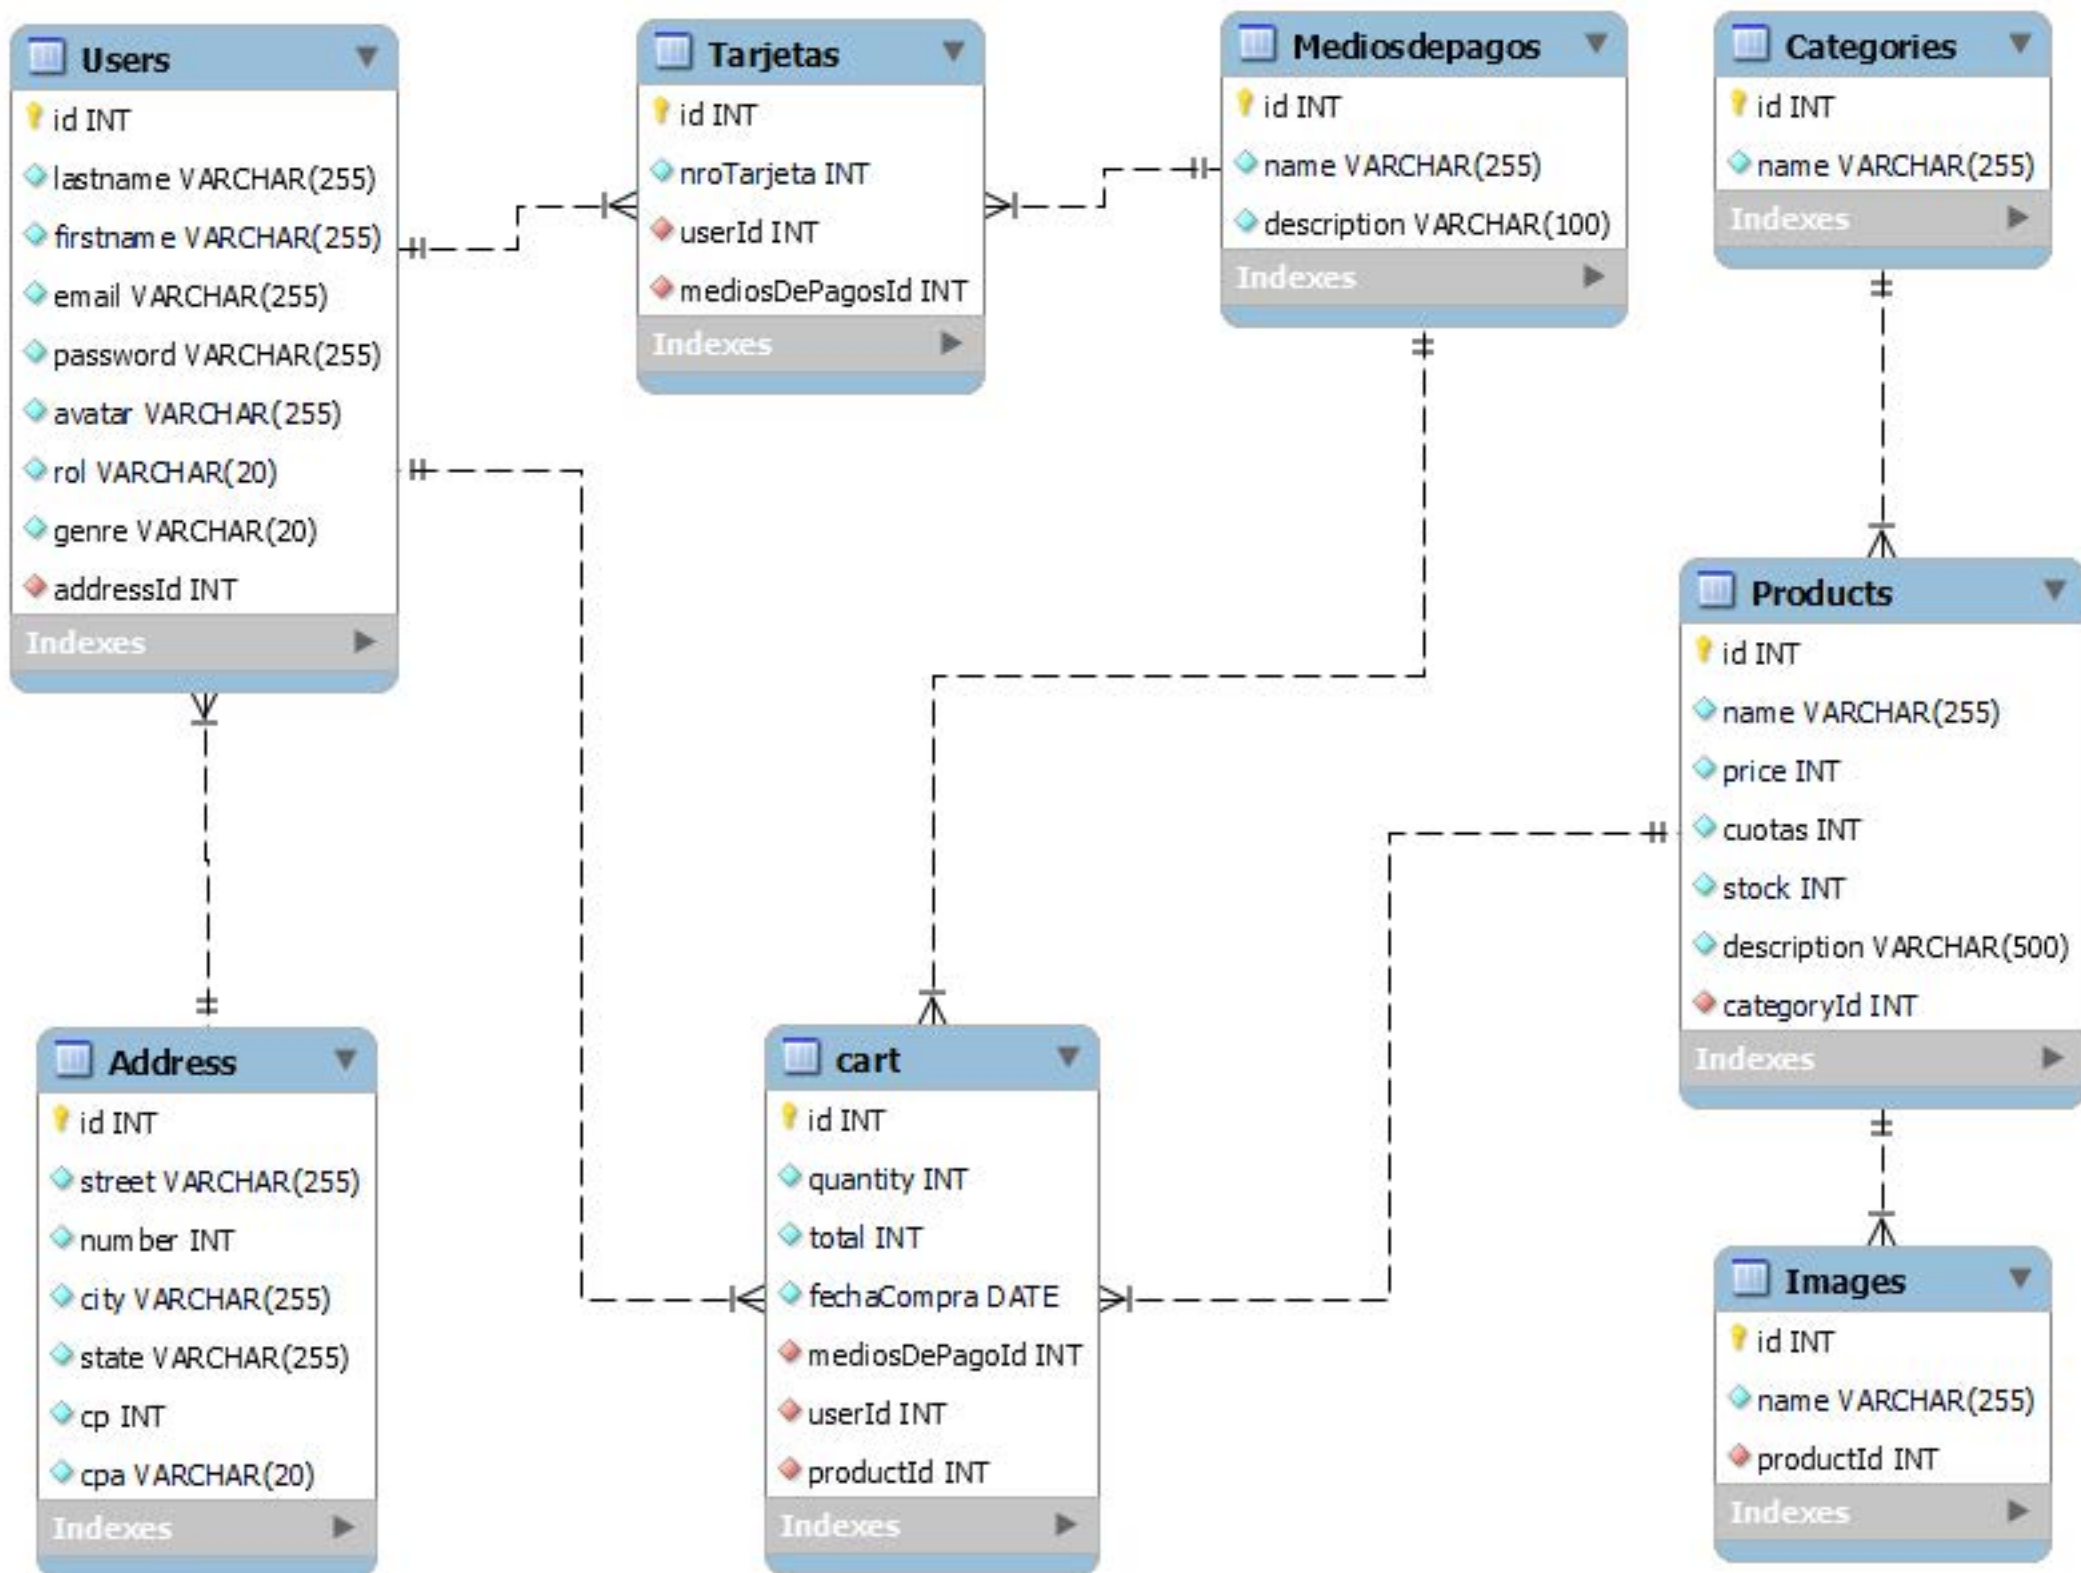 Users
id INT
lastname VARCHAR(255)
firstname VARCHAR(255)
email VARCHAR(255)
password VARCHAR(255)
avatar VARCHAR(255)
rol VARCHAR(20)
genre VARCHAR(20)
addressId INT
Indexes
Tarjetas
id INT
nroTarjeta INT
userId INT
mediosDePagosId INT
Indexes
Mediosdepagos
id INT
name VARCHAR(255)
description VARCHAR(100)
Indexes
Categories
id INT
name VARCHAR(255)
Indexes
Products
id INT
name VARCHAR(255)
price INT
cuotas INT
stock INT
description VARCHAR(500)
categoryId INT
Indexes
Address
id INT
street VARCHAR(255)
number INT
city VARCHAR(255)
state VARCHAR(255)
cp INT
cpa VARCHAR(20)
Indexes
cart
id INT
quantity INT
total INT
fechaCompra DATE
mediosDePagoId INT
userId INT
productId INT
Indexes
Images
id INT
name VARCHAR(255)
productId INT
Indexes